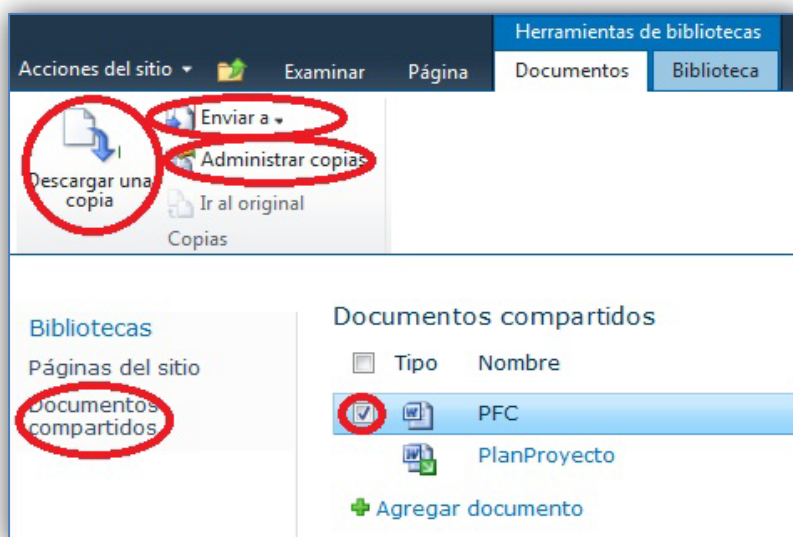 Herramientas de bibliotecas
Acciones del sitio Examinar Página Documentos Biblioteca
Enviar a
Administrar copias
Descargar una
copia
Ir al original
Copias
Bibliotecas
Páginas del sitio
Documentos
compartidos
Documentos compartidos
Tipo Nombre
PFC
PlanProyecto
Agregar documento